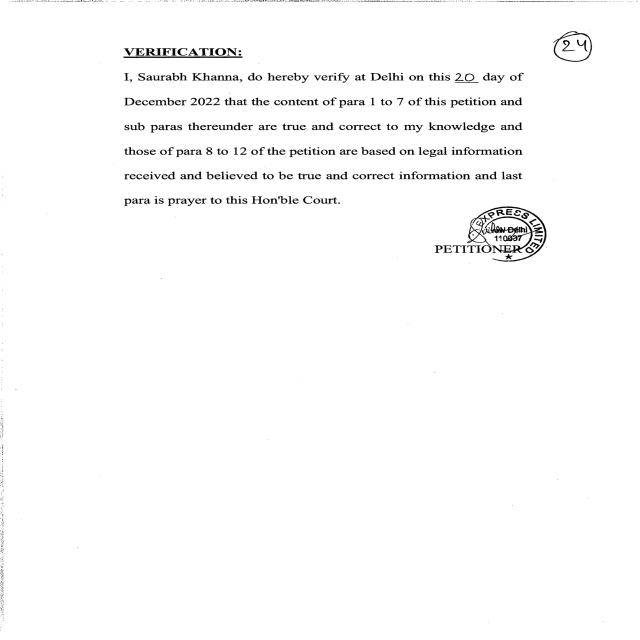 24
VERIFICATION:
I, Saurabh Khanna, do hereby verify at Delhi on this 20 day of
December 2022 that the content of para 1 to 7 of this petition and
sub paras thereunder are true and correct to my knowledge and
those of para 8 to 12 of the petition are based on legal information
received and believed to be true and correct information and last
para is prayer to this Hon'ble Court.
EXPRESS LIMITED
New Delhi
110037
PETITIONER